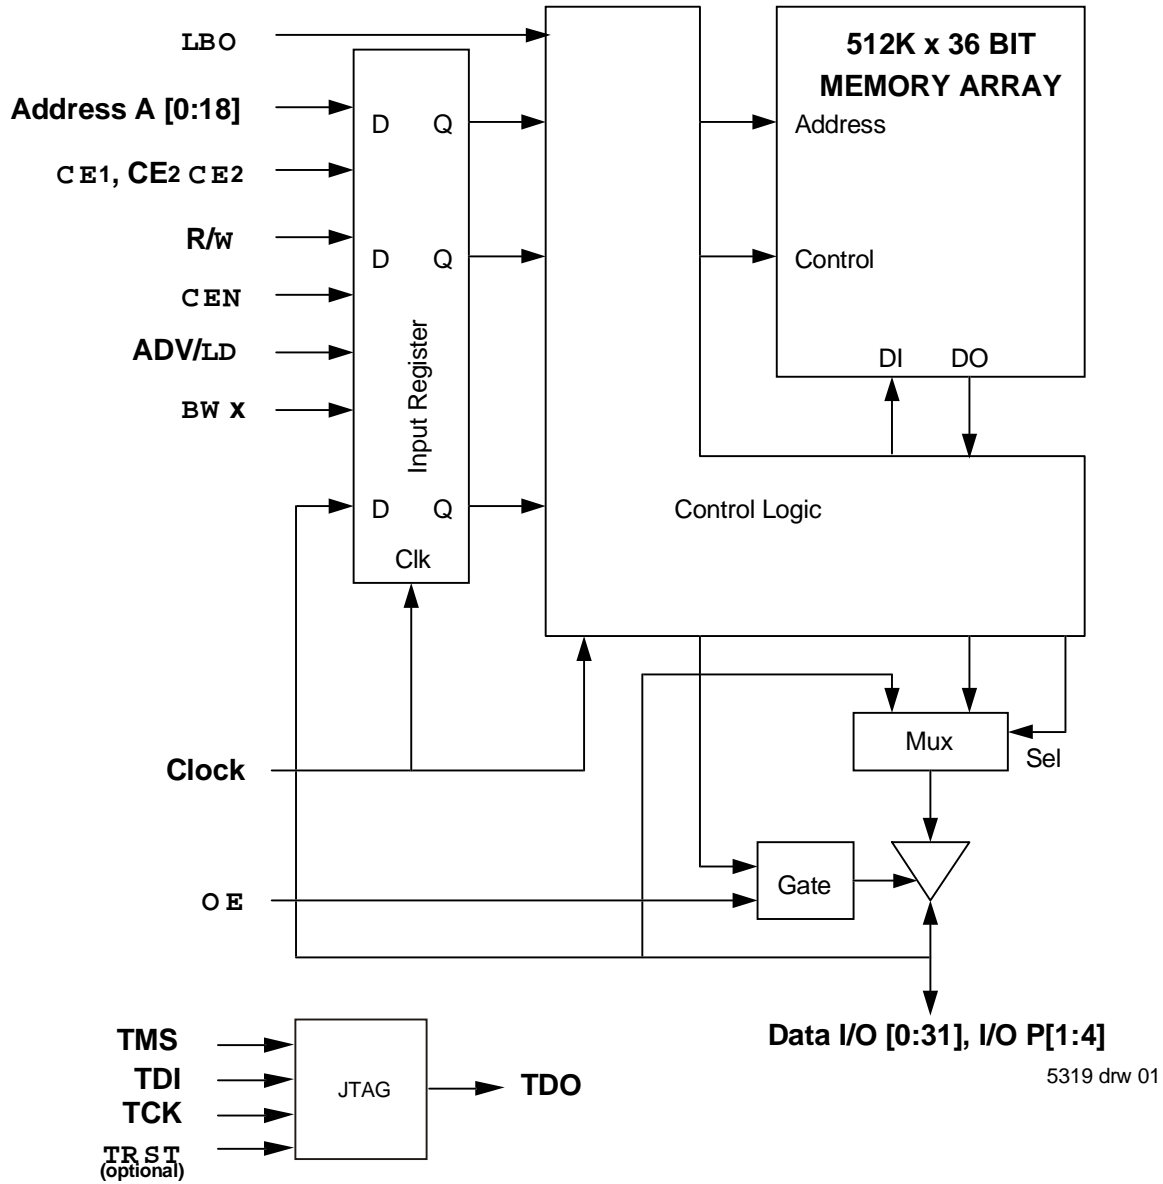 LBO
512K x 36 BIT
MEMORY ARRAY
Address A [0:18]
D Q
Address
CE1, CE2 CE2
R/W
D Q
Control
CEN
ADV/LD
Input Register
DI DO
BW x
D Q
Control Logic
Clk
Mux
Sel
Clock
Gate
OE
Data I/O [0:31], I/O P[1:4]
5319 drw 01
TMS
TDI
JTAG
TDO
TCK
TRST
(optional)